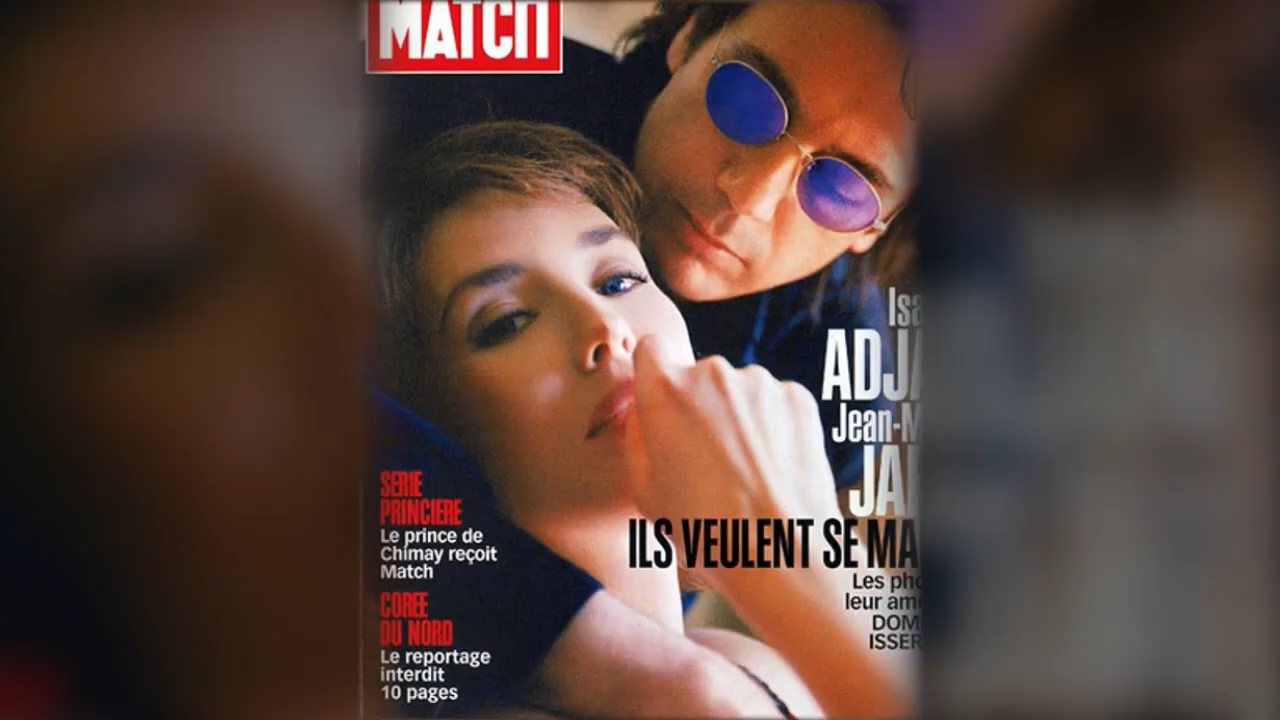 MATCH
Isa
ADJA
Jean-M
JAR
ILS VEULENT SE MA
Les pho
leur amo
DOM
ISSER
SERIE
PRINCIERE
Le prince de
Chimay reçoit
Match
COREE
DU NORD
Le reportage
interdit
10 pages